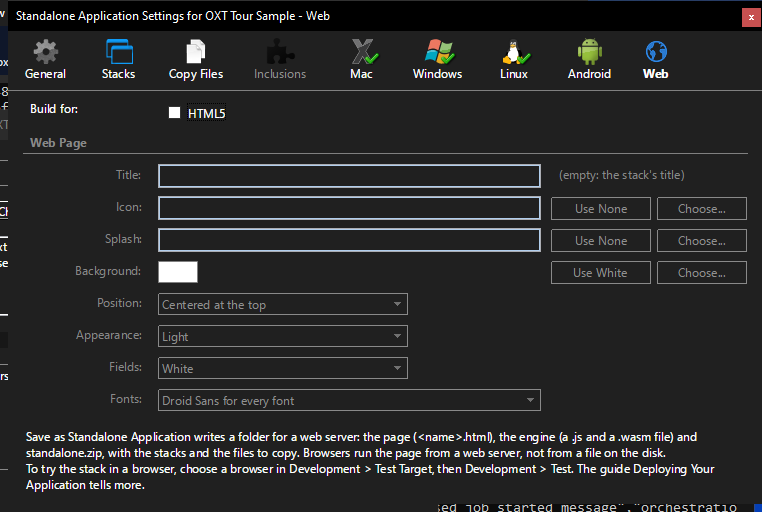 Standalone Application Settings for OXT Tour Sample - Web
x
General Stacks Copy Files Inclusions Mac Windows Linux Android Web
Build for: HTML5
Web Page
Title: (empty: the stack's title)
Icon: Use None Choose...
Splash: Use None Choose...
Background: Use White Choose...
Position: Centered at the top
Appearance: Light
Fields: White
Fonts: Droid Sans for every font
Save as Standalone Application writes a folder for a web server: the page (<name>.html), the engine (a .js and a .wasm file) and
standalone.zip, with the stacks and the files to copy. Browsers run the page from a web server, not from a file on the disk.
To try the stack in a browser, choose a browser in Development > Test Target, then Development > Test. The guide Deploying Your
Application tells more.
sed job started message","orchestratio